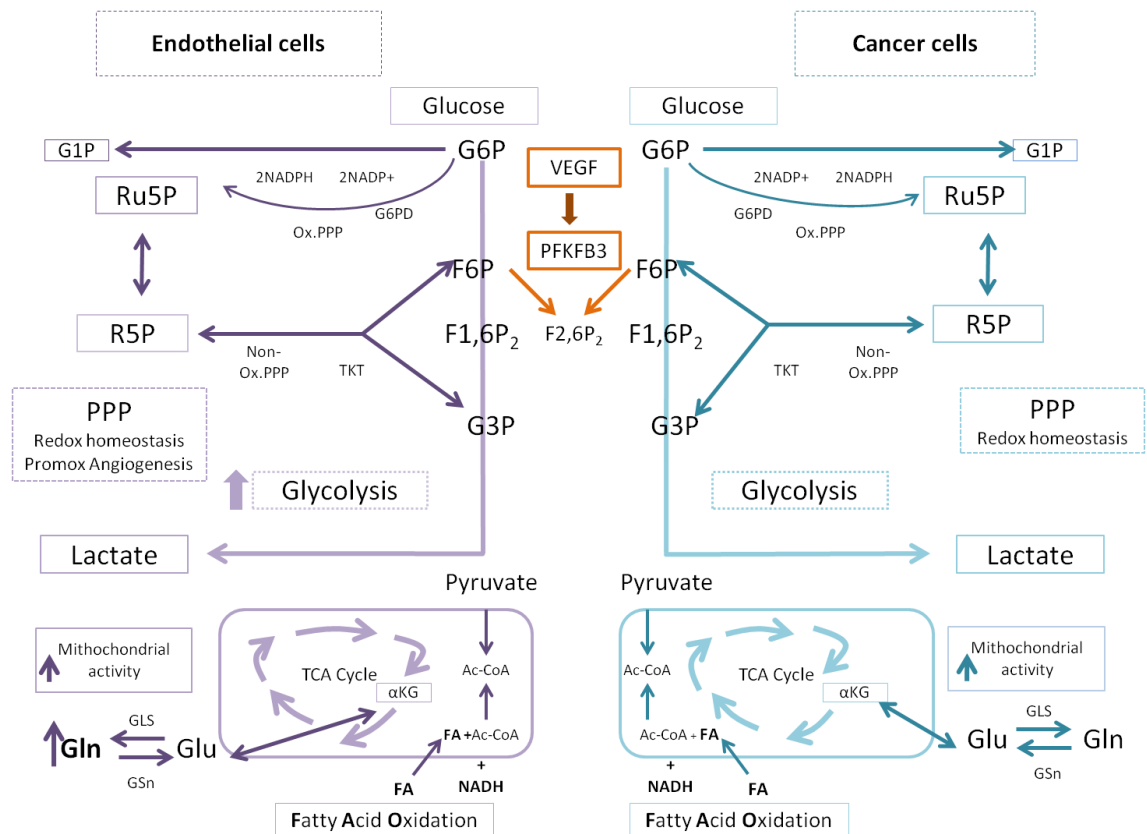 Endothelial cells
Cancer cells
Glucose
Glucose
G1P
G6P
VEGF
G6P
G1P
Ru5P
2NADPH
2NADP+
G6PD
Ox.PPP
2NADP+
2NADPH
G6PD
Ox.PPP
Ru5P
PFKFB3
F6P
F6P
R5P
F1,6P2
F2,6P2
F1,6P2
R5P
Non-
Ox.PPP
TKT
TKT
Non-
Ox.PPP
G3P
G3P
PPP
Redox homeostasis
Promox Angiogenesis
PPP
Redox homeostasis
Glycolysis
Glycolysis
Lactate
Lactate
Pyruvate
Pyruvate
Mithochondrial
activity
TCA Cycle
Ac-CoA
αKG
Ac-CoA
TCA Cycle
αKG
Mithochondrial
activity
Gln
GLS
GSn
Glu
FA +Ac-CoA
+
NADH
FA
Ac-CoA + FA
+
NADH
FA
Glu
GLS
GSn
Gln
Fatty Acid Oxidation
Fatty Acid Oxidation